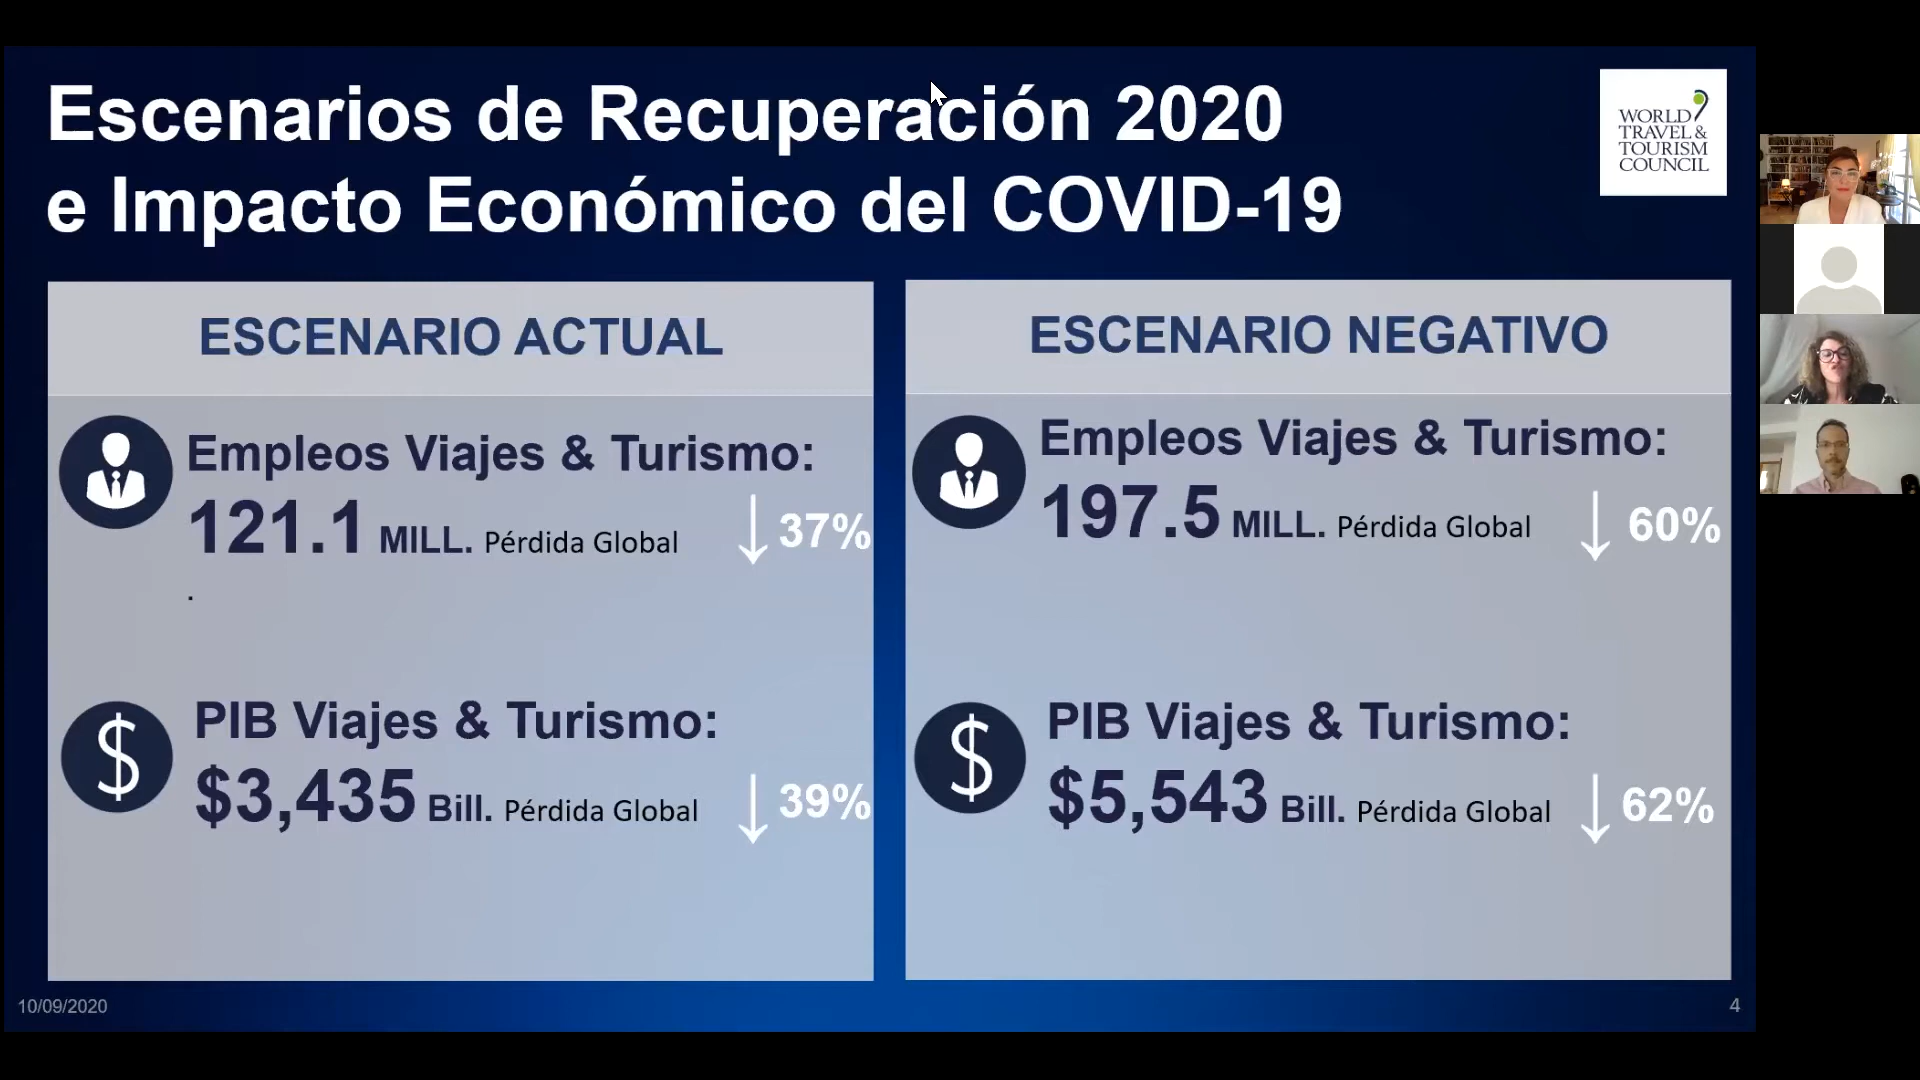 Escenarios de Recuperación 2020
e Impacto Económico del COVID-19
WORLD
TRAVEL &
TOURISM
COUNCIL
ESCENARIO ACTUAL
Empleos Viajes & Turismo:
121.1 MILL. Pérdida Global
37%
.
PIB Viajes & Turismo:
$3,435 Bill. Pérdida Global
39%
ESCENARIO NEGATIVO
Empleos Viajes & Turismo:
197.5 MILL. Pérdida Global
60%
PIB Viajes & Turismo:
$5,543 Bill. Pérdida Global
62%
10/09/2020
4